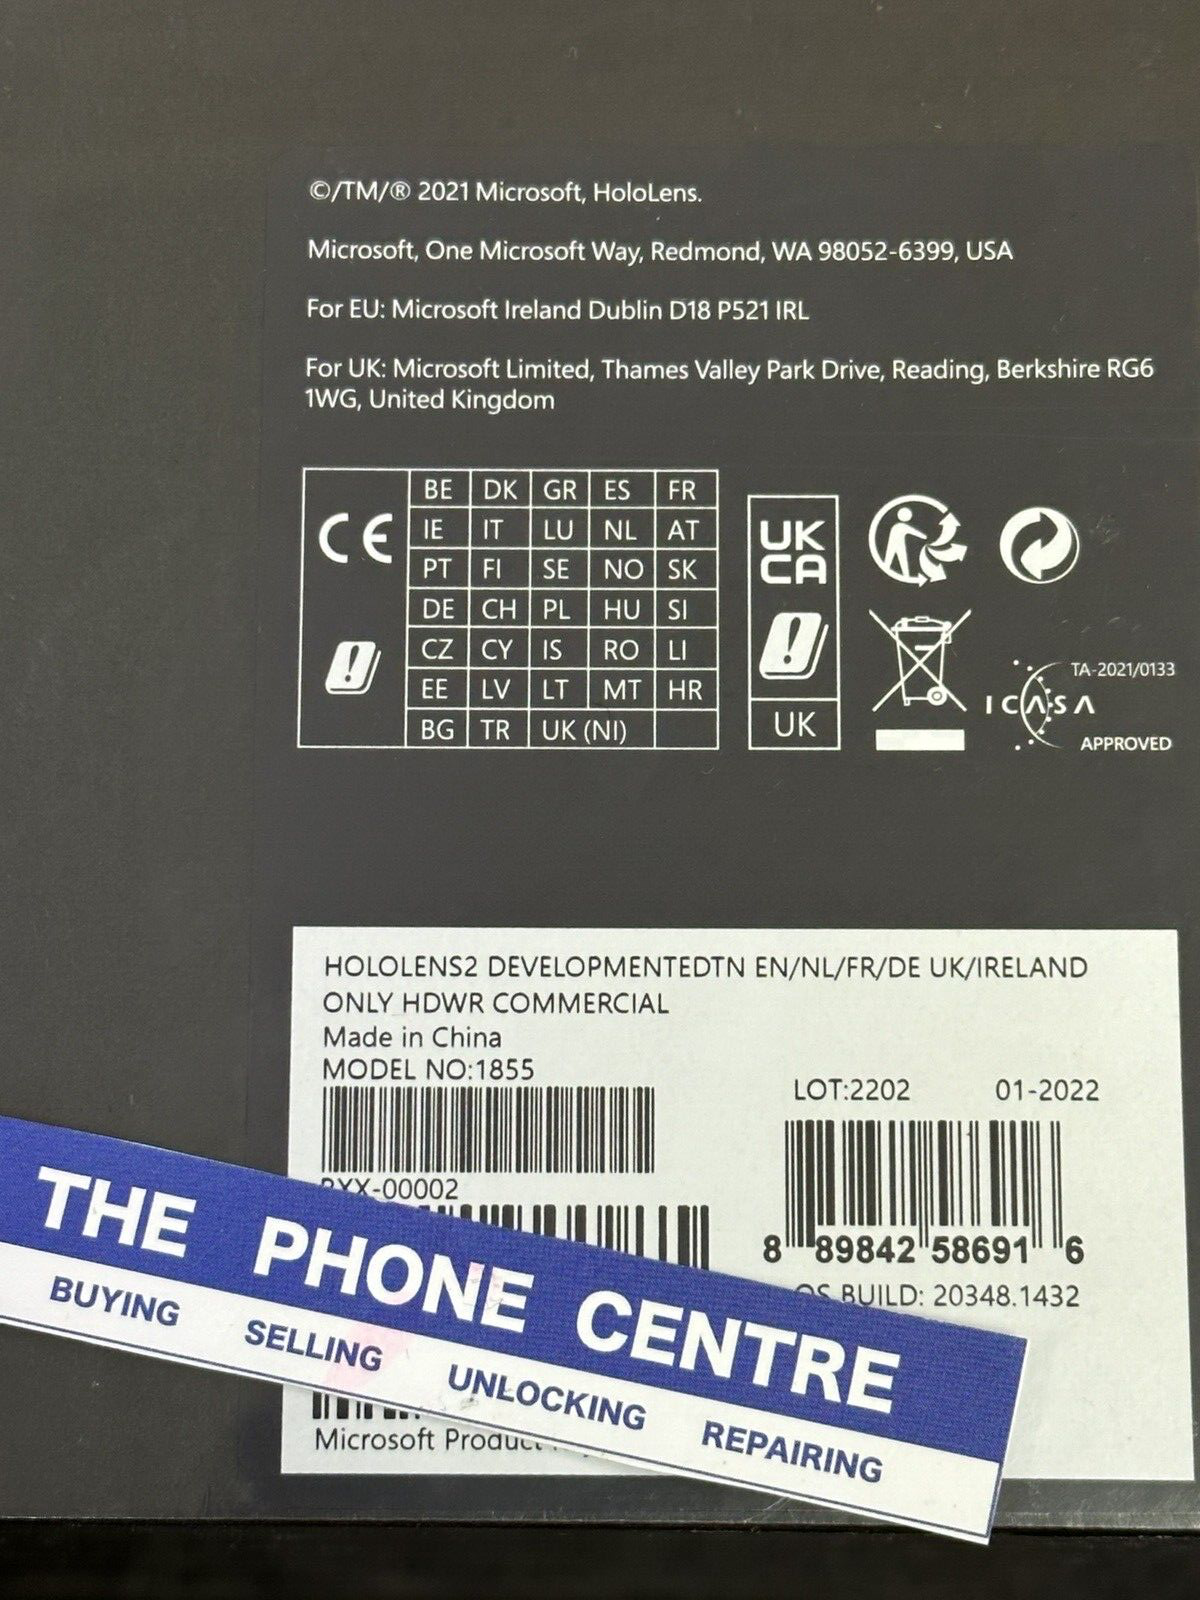 ©/TM/® 2021 Microsoft, HoloLens.
Microsoft, One Microsoft Way, Redmond, WA 98052-6399, USA
For EU: Microsoft Ireland Dublin D18 P521 IRL
For UK: Microsoft Limited, Thames Valley Park Drive, Reading, Berkshire RG6
1WG, United Kingdom
CE
BE DK GR ES FR
IE IT LU NL AT
PT FI SE NO SK
DE CH PL HU SI
CZ CY IS RO LI
EE LV LT MT HR
BG TR UK (NI)
UK
CA
UK
TA-2021/0133
ICASA
APPROVED
HOLOLENS2 DEVELOPMENTEDTN EN/NL/FR/DE UK/IRELAND
ONLY HDWR COMMERCIAL
Made in China
MODEL NO:1855
LOT:2202 01-2022
-00002
8 89842 58691 6
OS BUILD: 20348.1432
THE PHONE CENTRE
BUYING SELLING UNLOCKING REPAIRING
Microsoft Product